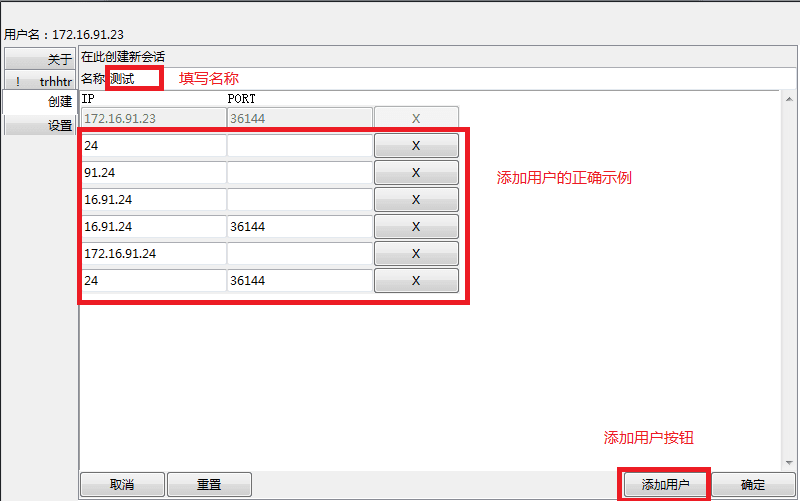 用户名：172.16.91.23
关于
! trhhtr
创建
设置
在此创建新会话
名称 测试 填写名称
IP PORT
172.16.91.23 36144 X
24 X
91.24 X
16.91.24 X
16.91.24 36144 X
172.16.91.24 X
24 36144 X
添加用户的正确示例
添加用户按钮
取消 重置 添加用户 确定